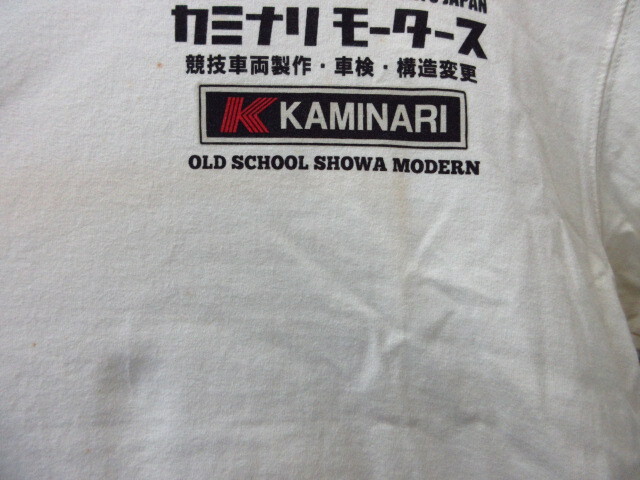 JAPAN
カミナリ モータース
競技車両製作・車検・構造変更
K KAMINARI
OLD SCHOOL SHOWA MODERN